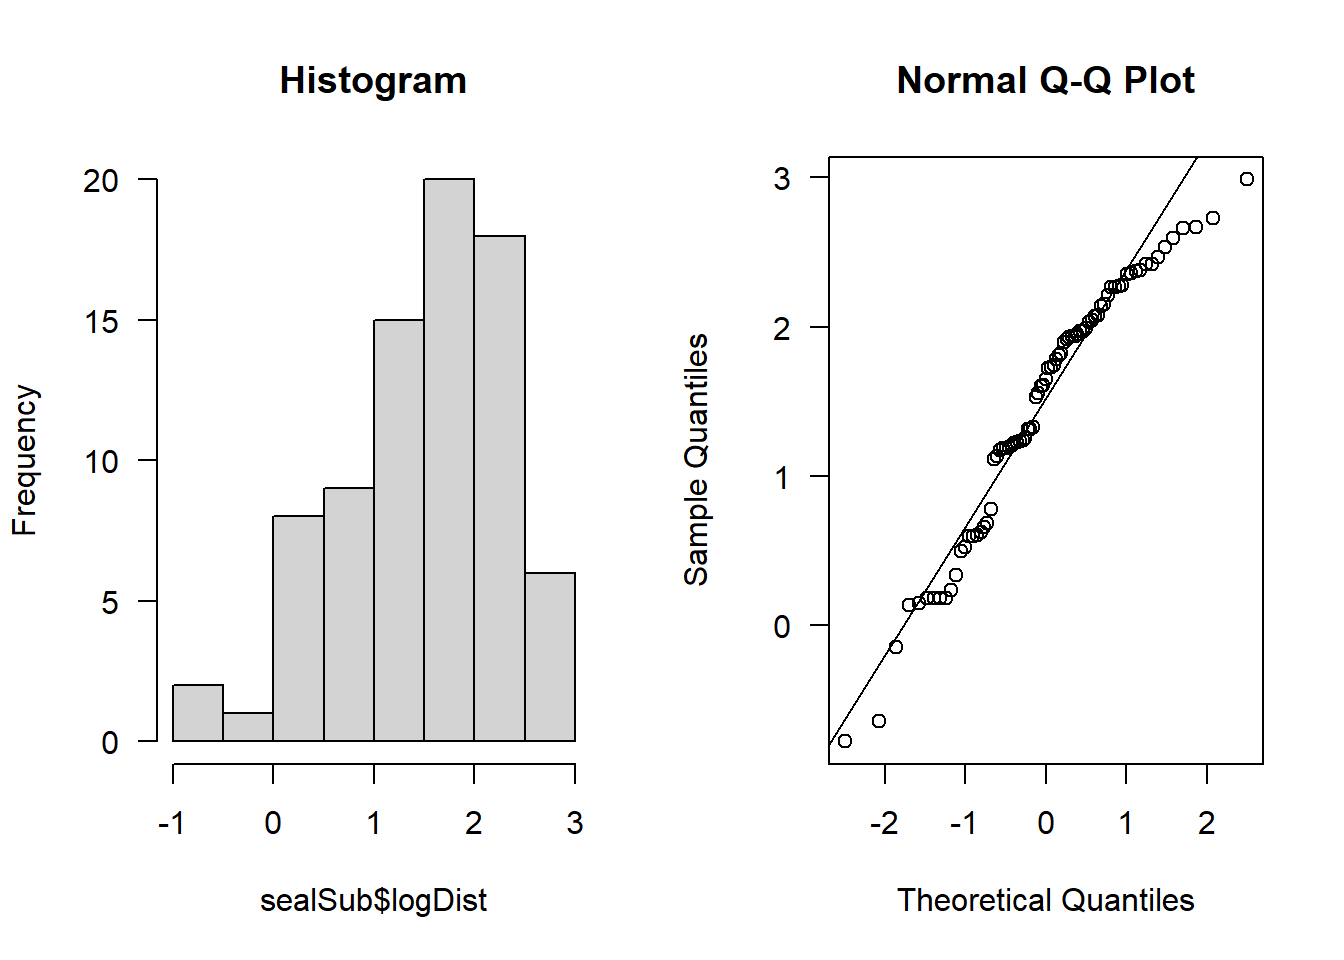 Histogram
Frequency
20
15
10
5
0
-1 0 1 2 3
sealSub$logDist
Normal Q-Q Plot
Sample Quantiles
3
2
1
0
-2 -1 0 1 2
Theoretical Quantiles